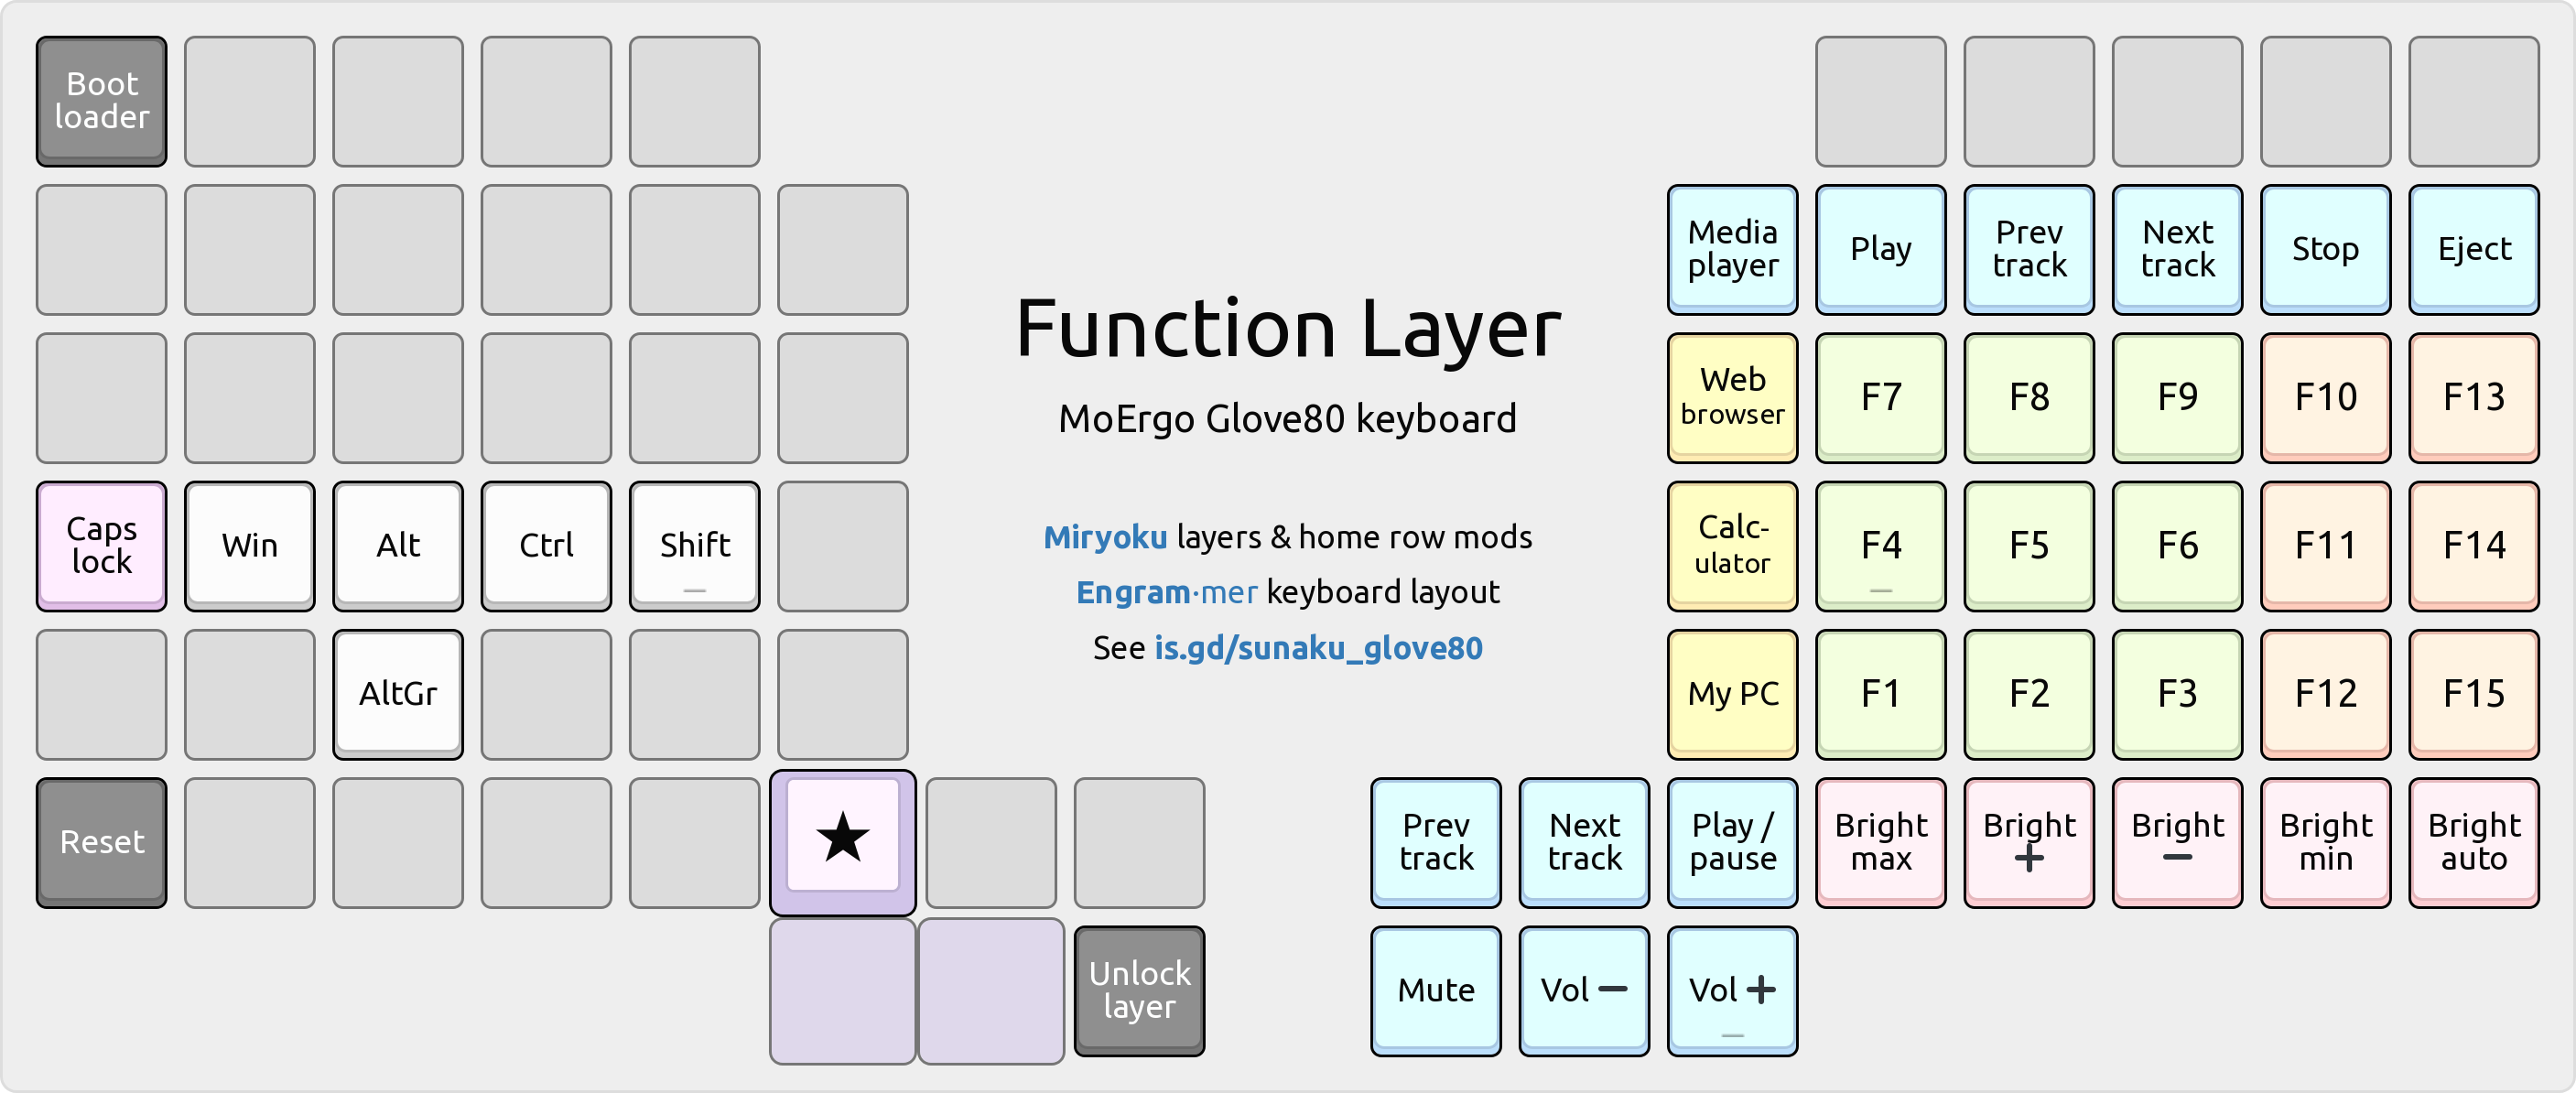 Boot
loader
Media
player
Play
Prev
track
Next
track
Stop
Eject
Function Layer
MoErgo Glove80 keyboard
Web
browser
F7
F8
F9
F10
F13
Caps
lock
Win
Alt
Ctrl
Shift
_
Miryoku layers & home row mods
Engram·mer keyboard layout
See is.gd/sunaku_glove80
Calc-
ulator
F4
_
F5
F6
F11
F14
AltGr
My PC
F1
F2
F3
F12
F15
Reset
★
Prev
track
Next
track
Play /
pause
Bright
max
Bright
+
Bright
−
Bright
min
Bright
auto
Unlock
layer
Mute
Vol −
Vol +
_